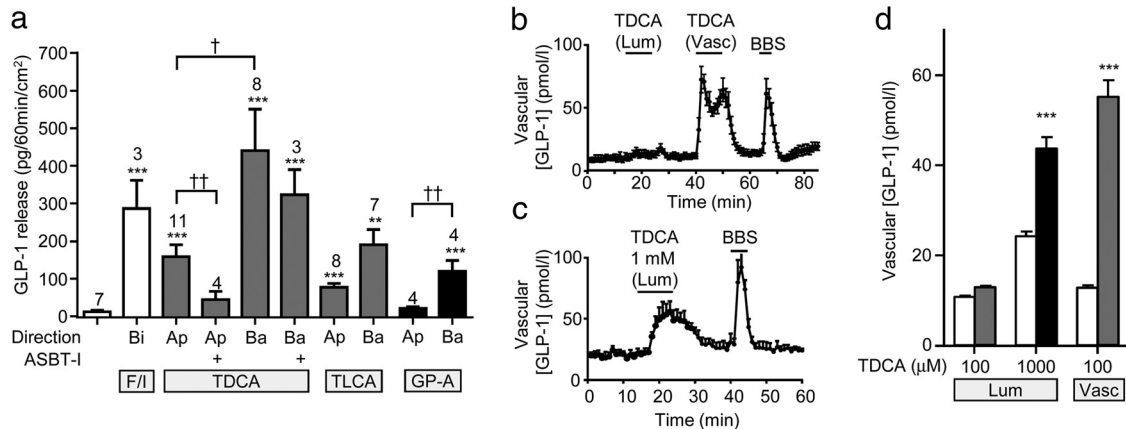 a
GLP-1 release (pg/60min/cm²)
700
600
500
400
300
200
100
0
7
3
***
11
***
††
4
†
8
***
3
***
8
***
7
**
4
††
4
***
Direction Bi Ap Ap Ba Ba Ap Ba Ap Ba
ASBT-I + +
F/I TDCA TLCA GP-A
b
TDCA (Lum)
TDCA (Vasc)
BBS
Vascular [GLP-1] (pmol/l)
100
50
0
0 20 40 60 80
Time (min)
c
TDCA
1 mM
(Lum)
BBS
Vascular [GLP-1] (pmol/l)
100
50
0
0 10 20 30 40 50 60
Time (min)
d
Vascular [GLP-1] (pmol/l)
60
40
20
0
***
***
TDCA (µM) 100 1000 100
Lum Vasc